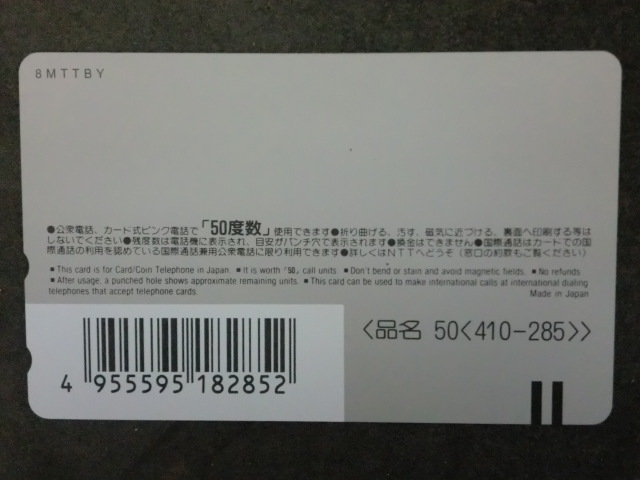 8MTTBY
●公衆電話、カード式ピンク電話で「50度数」使用できます●折り曲げる、汚す、磁気に近づける、裏面へ印刷する等は
しないでください●残度数は電話機に表示され、目安がパンチ穴で表示されます●換金はできません●国際通話はカードでの国
際通話の利用を認めている国際通話兼用公衆電話に限り利用できます●詳しくはNTTへどうぞ（窓口の約款もご覧ください）
■This card is for Card/Coin Telephone in Japan ■It is worth "50" call units ■Don't bend or stain and avoid magnetic fields. ■No refunds
■After usage, a punched hole shows approximate remaining units. ■This card can be used to make international calls at international dialing
telephones that accept telephone cards.
Made in Japan
〈品名 50〈410-285〉〉
4 955595 182852